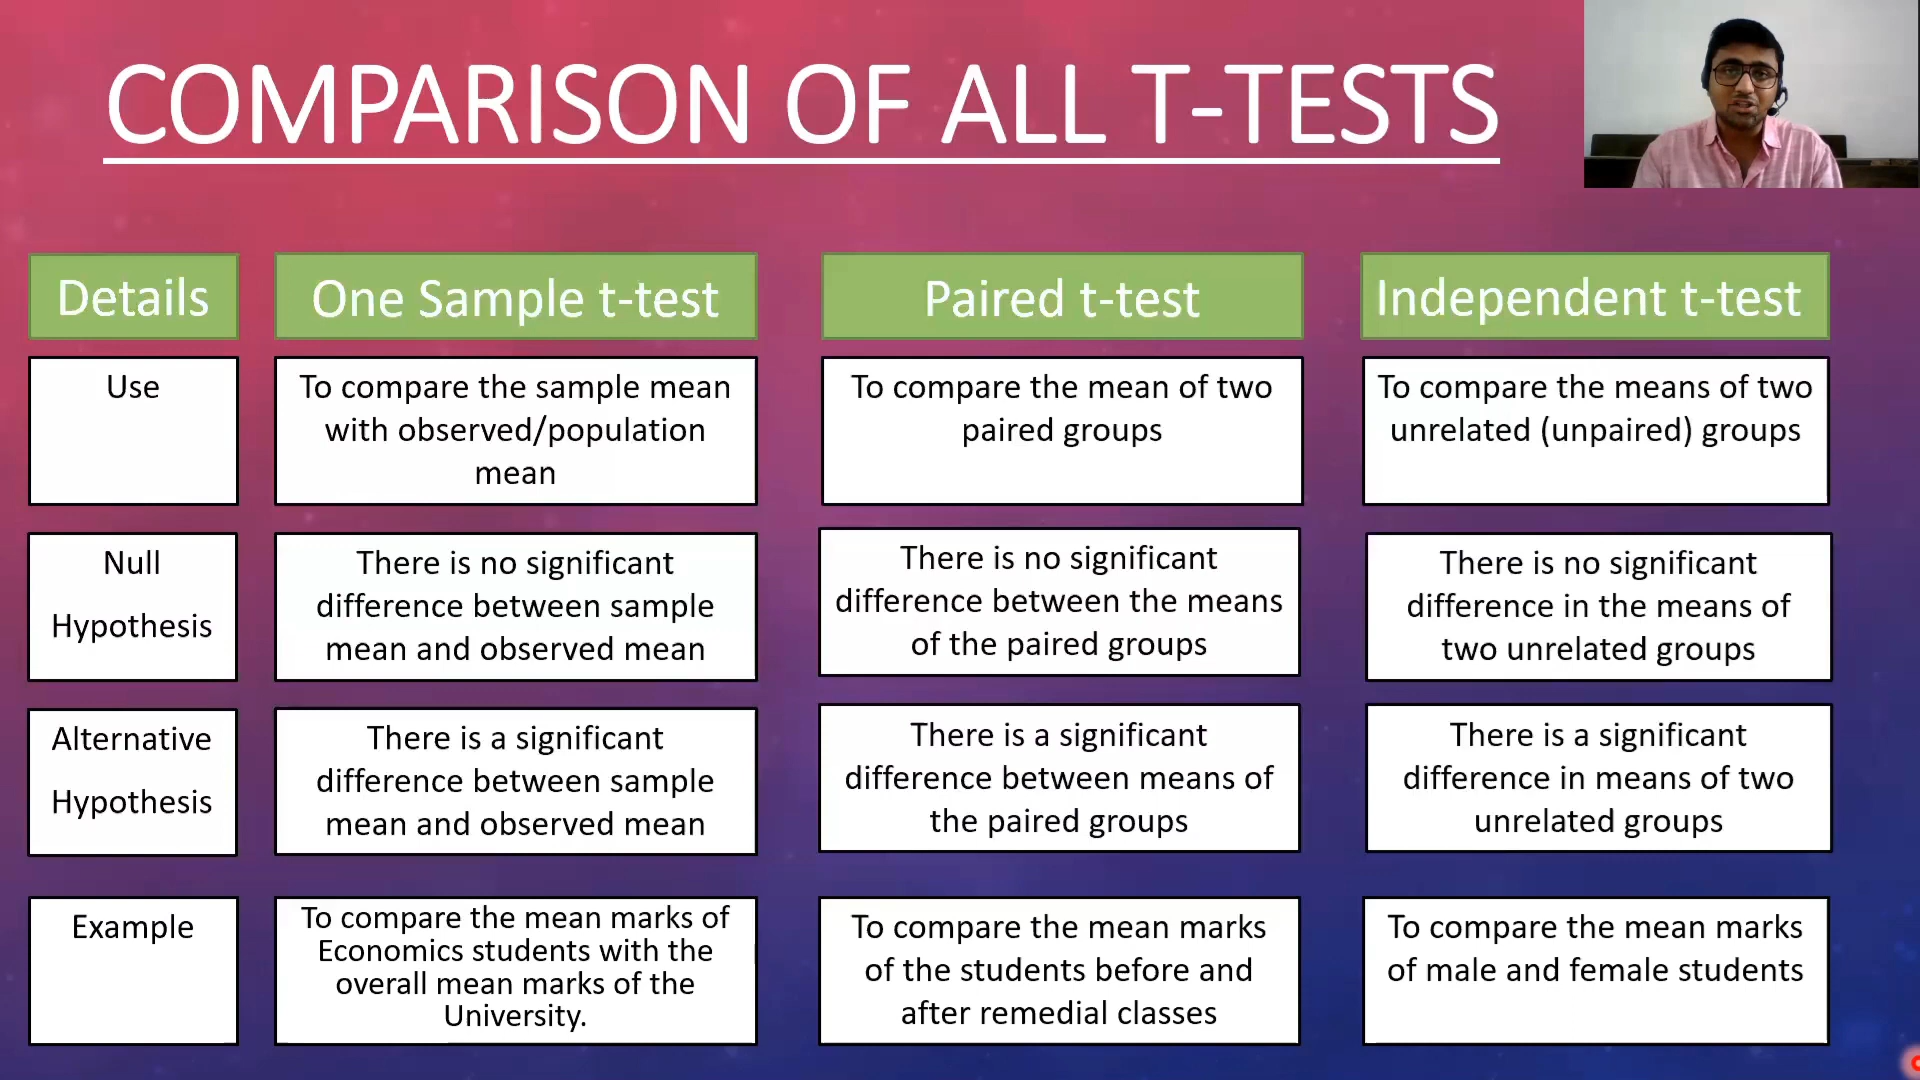 COMPARISON OF ALL T-TESTS
Details
One Sample t-test
Paired t-test
Independent t-test
Use
To compare the sample mean
with observed/population
mean
To compare the mean of two
paired groups
To compare the means of two
unrelated (unpaired) groups
Null
Hypothesis
There is no significant
difference between sample
mean and observed mean
There is no significant
difference between the means
of the paired groups
There is no significant
difference in the means of
two unrelated groups
Alternative
Hypothesis
There is a significant
difference between sample
mean and observed mean
There is a significant
difference between means of
the paired groups
There is a significant
difference in means of two
unrelated groups
Example
To compare the mean marks of
Economics students with the
overall mean marks of the
University.
To compare the mean marks
of the students before and
after remedial classes
To compare the mean marks
of male and female students